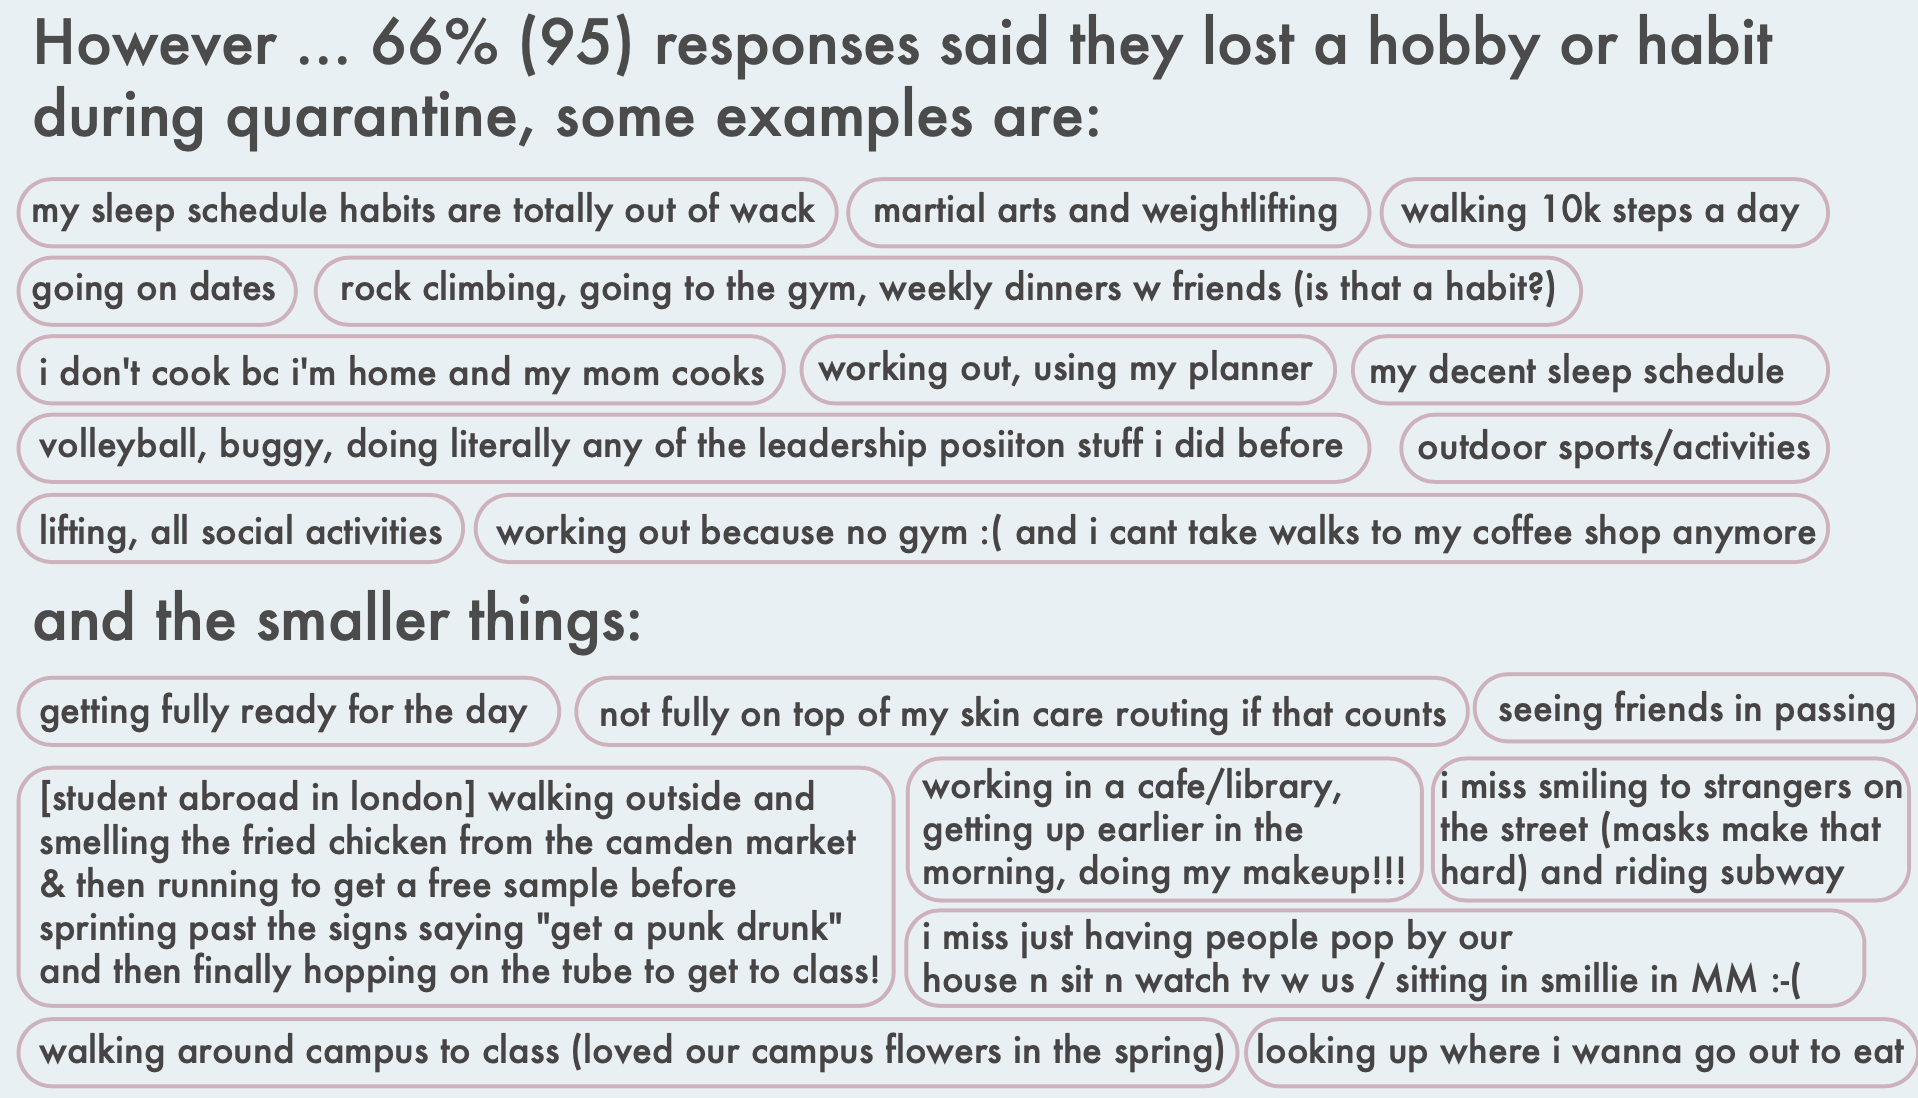 However ... 66% (95) responses said they lost a hobby or habit
during quarantine, some examples are:
my sleep schedule habits are totally out of wack
martial arts and weightlifting
walking 10k steps a day
going on dates
rock climbing, going to the gym, weekly dinners w friends (is that a habit?)
i don't cook bc i'm home and my mom cooks
working out, using my planner
my decent sleep schedule
volleyball, buggy, doing literally any of the leadership posiiton stuff i did before
outdoor sports/activities
lifting, all social activities
working out because no gym :( and i cant take walks to my coffee shop anymore
and the smaller things:
getting fully ready for the day
not fully on top of my skin care routing if that counts
seeing friends in passing
[student abroad in london] walking outside and
smelling the fried chicken from the camden market
& then running to get a free sample before
sprinting past the signs saying "get a punk drunk"
and then finally hopping on the tube to get to class!
working in a cafe/library,
getting up earlier in the
morning, doing my makeup!!!
i miss smiling to strangers on
the street (masks make that
hard) and riding subway
i miss just having people pop by our
house n sit n watch tv w us / sitting in smillie in MM :-(
walking around campus to class (loved our campus flowers in the spring)
looking up where i wanna go out to eat